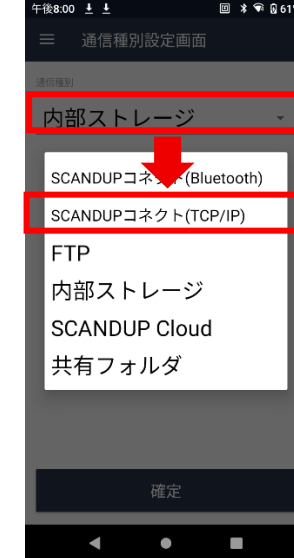 午後8:00
61%
通信種別設定画面
通信種別
内部ストレージ
SCANDUPコネクト(Bluetooth)
SCANDUPコネクト(TCP/IP)
FTP
内部ストレージ
SCANDUP Cloud
共有フォルダ
確定